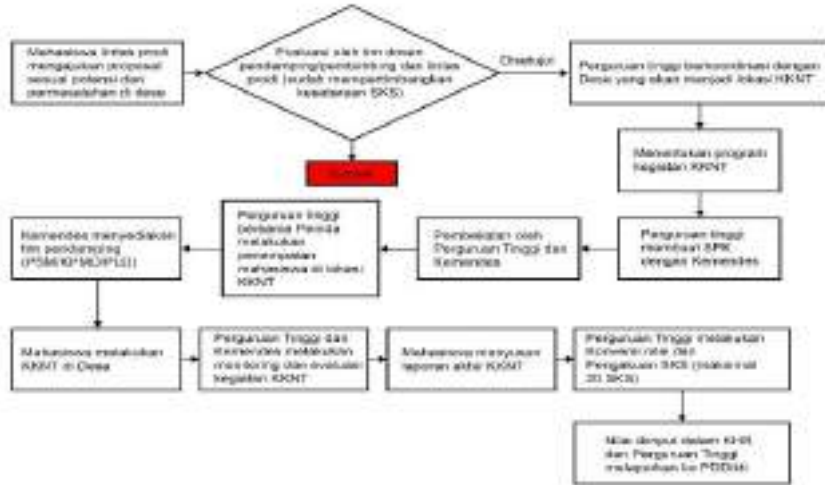 Mahasiswa lintas prodi
mengajukan proposal
sesuai potensi dan
permasalahan di desa
Evaluasi oleh tim dosen
pendamping/pembimbing dan lintas
prodi (sudah mempertimbangkan
kesetaraan SKS)
Disetujui
Perguruan tinggi berkoordinasi dengan
Desa yang akan menjadi lokasi KKNT
Menentukan program
kegiatan KKNT
Perguruan tinggi
membuat SPK
dengan Kemendes
Pembekalan oleh
Perguruan Tinggi dan
Kemendes
Perguruan tinggi
bersama Pemda
melakukan
penempatan
mahasiswa di lokasi
KKNT
Kemendes menyediakan
tim pendamping
Mahasiswa melakukan
KKNT di Desa
Perguruan Tinggi dan
Kemendes melakukan
monitoring dan evaluasi
kegiatan KKNT
Mahasiswa menyusun
laporan akhir KKNT
Perguruan Tinggi melakukan
Konversi nilai dan
Pengakuan SKS (maksimal
20 SKS)
Nilai diinput dalam KHS
dan Perguruan Tinggi
melaporkan ke PDDikti